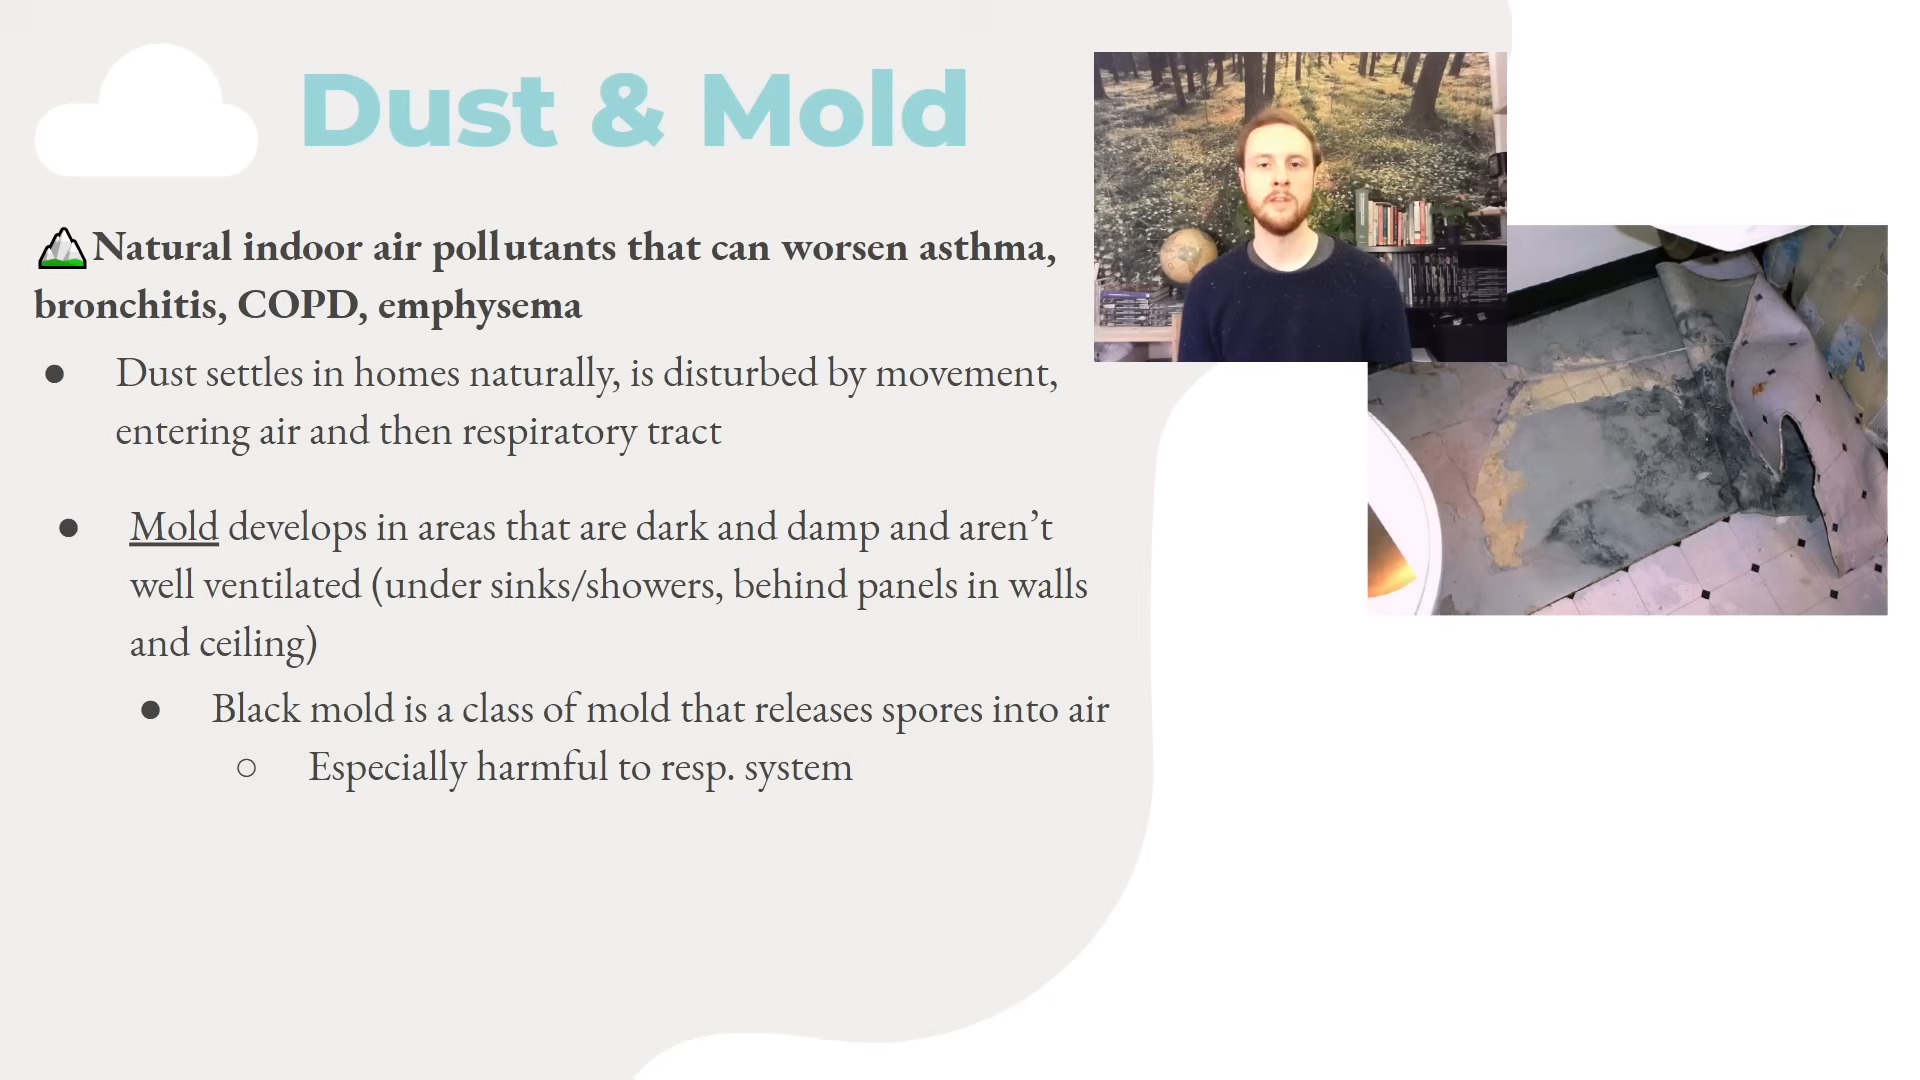 Dust & Mold
Natural indoor air pollutants that can worsen asthma,
bronchitis, COPD, emphysema
● Dust settles in homes naturally, is disturbed by movement,
entering air and then respiratory tract
● Mold develops in areas that are dark and damp and aren’t
well ventilated (under sinks/showers, behind panels in walls
and ceiling)
● Black mold is a class of mold that releases spores into air
○ Especially harmful to resp. system